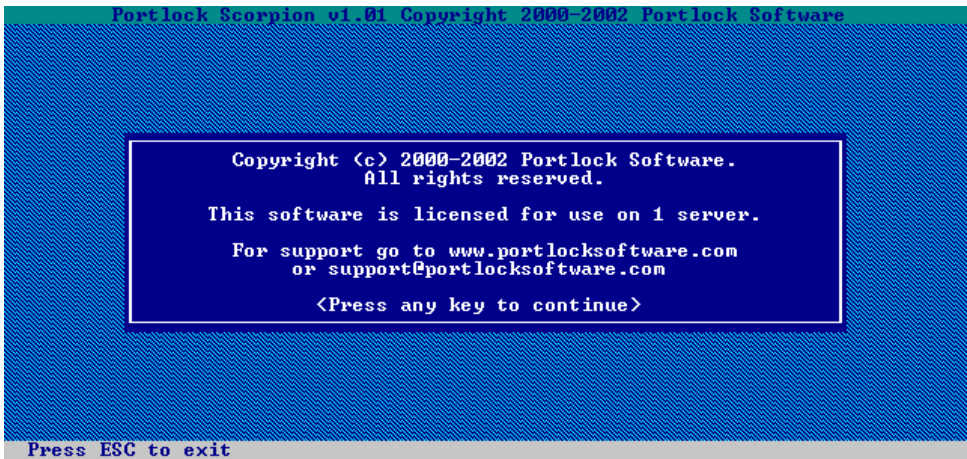 Portlock Scorpion v1.01 Copyright 2000-2002 Portlock Software
Copyright (c) 2000-2002 Portlock Software.
All rights reserved.
This software is licensed for use on 1 server.
For support go to www.portlocksoftware.com
or support@portlocksoftware.com
<Press any key to continue>
Press ESC to exit